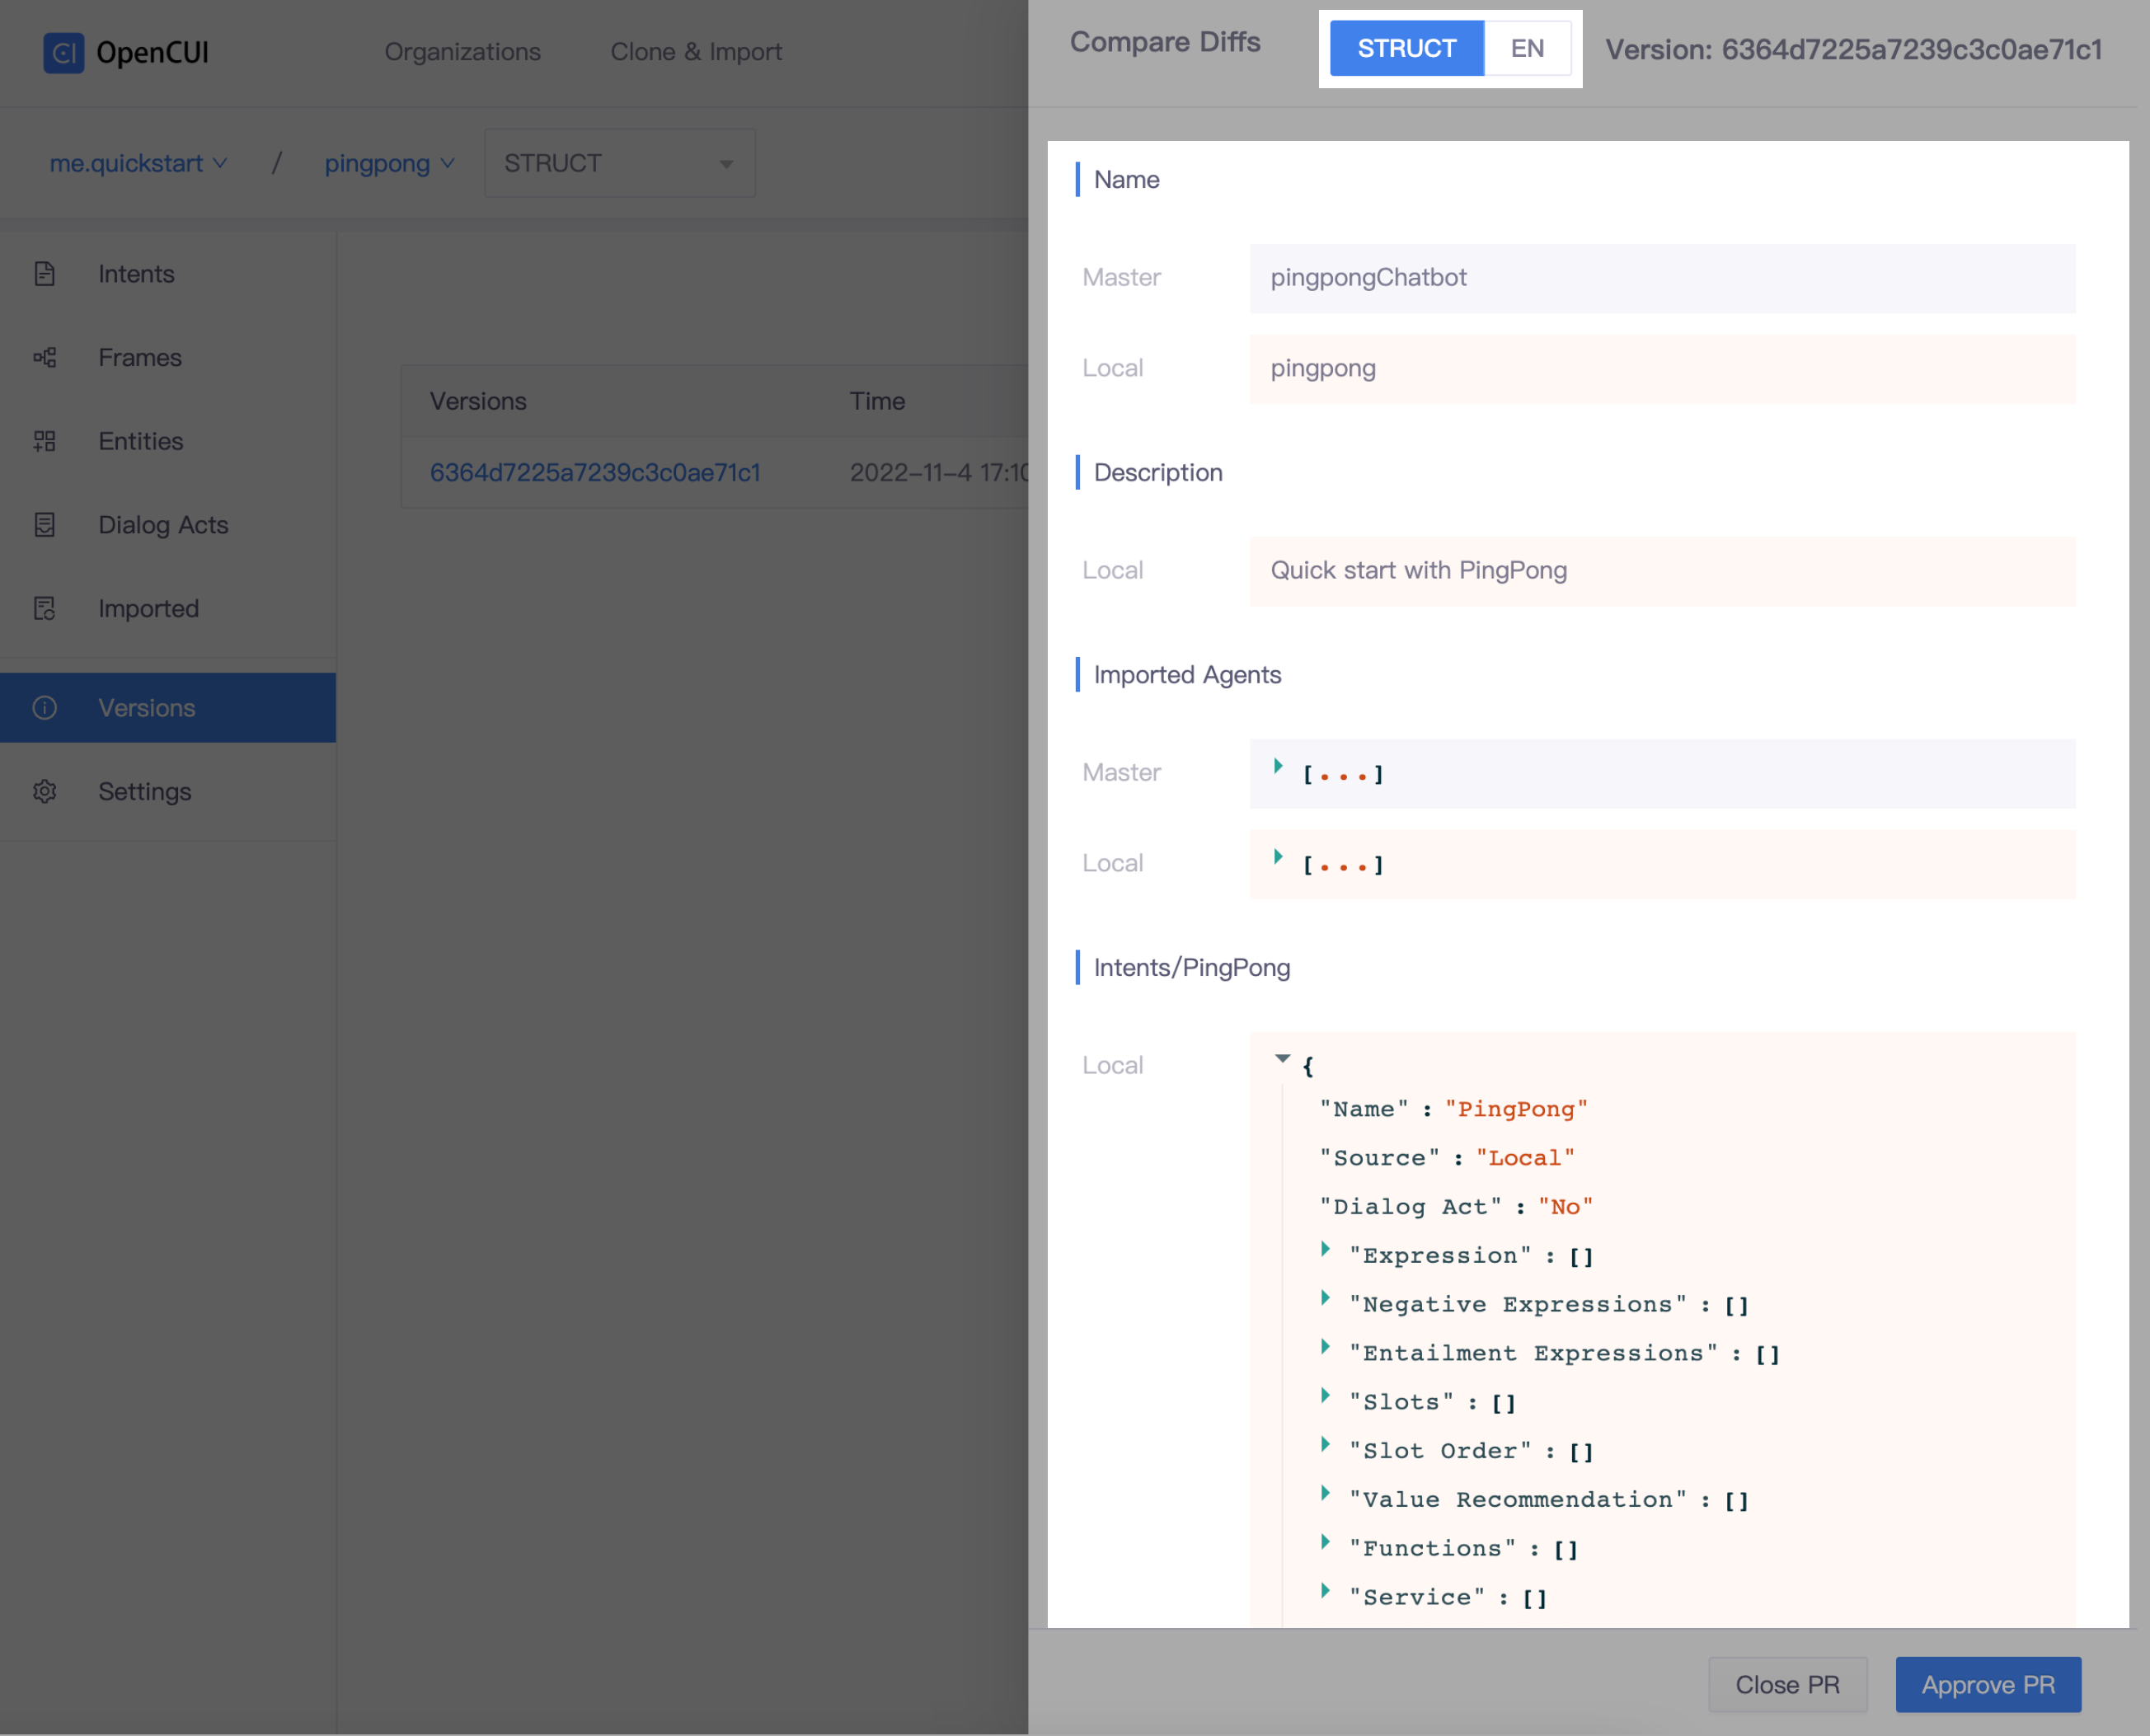 OpenCUI
Organizations
Clone & Import
me.quickstart / pingpong STRUCT
Intents
Frames
Entities
Dialog Acts
Imported
Versions
Settings
Versions Time
6364d7225a7239c3c0ae71c1 2022-11-4 17:10
Compare Diffs STRUCT EN Version: 6364d7225a7239c3c0ae71c1
Name
Master pingpongChatbot
Local pingpong
Description
Local Quick start with PingPong
Imported Agents
Master [...]
Local [...]
Intents/PingPong
Local {
"Name" : "PingPong"
"Source" : "Local"
"Dialog Act" : "No"
"Expression" : []
"Negative Expressions" : []
"Entailment Expressions" : []
"Slots" : []
"Slot Order" : []
"Value Recommendation" : []
"Functions" : []
"Service" : []
Close PR Approve PR